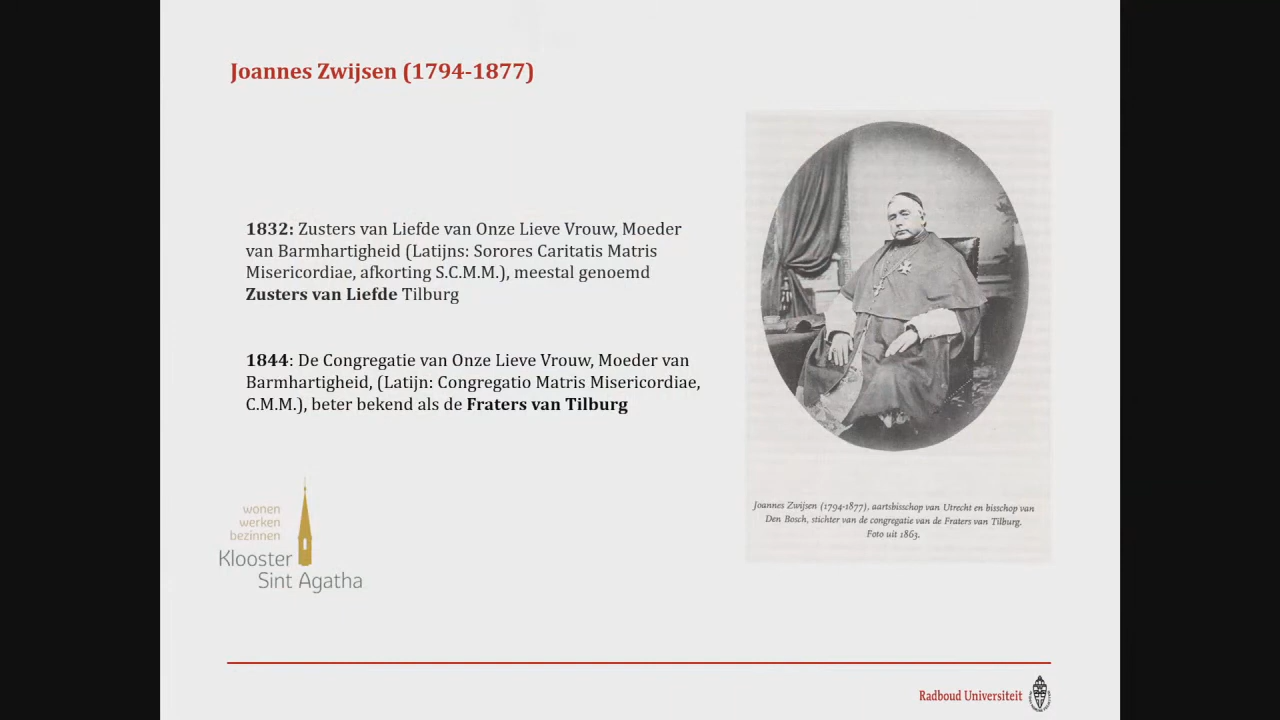 Joannes Zwijsen (1794-1877)
1832: Zusters van Liefde van Onze Lieve Vrouw, Moeder
van Barmhartigheid (Latijns: Sorores Caritatis Matris
Misericordiae, afkorting S.C.M.M.), meestal genoemd
Zusters van Liefde Tilburg
1844: De Congregatie van Onze Lieve Vrouw, Moeder van
Barmhartigheid, (Latijn: Congregatio Matris Misericordiae,
C.M.M.), beter bekend als de Fraters van Tilburg
Joannes Zwijsen (1794-1877), aartsbisschop van Utrecht en bisschop van
Den Bosch, stichter van de congregatie van de Fraters van Tilburg.
Foto uit 1863.
wonen
werken
bezinnen
Klooster
Sint Agatha
Radboud Universiteit